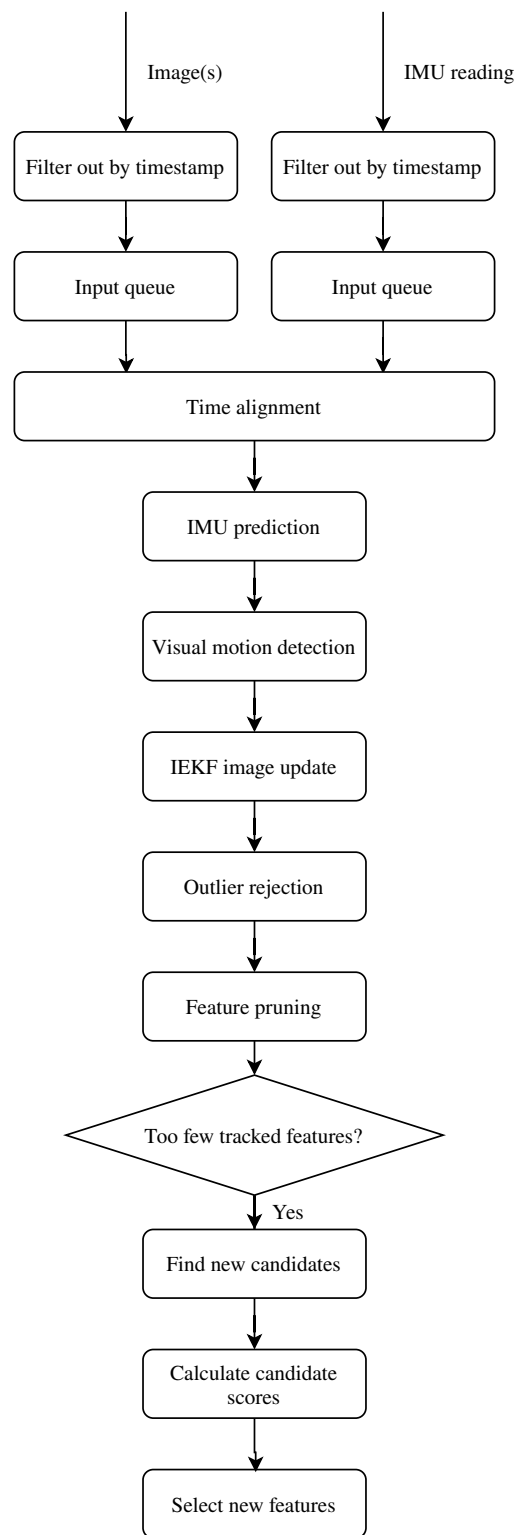 Image(s)
IMU reading
Filter out by timestamp
Filter out by timestamp
Input queue
Input queue
Time alignment
IMU prediction
Visual motion detection
IEKF image update
Outlier rejection
Feature pruning
Too few tracked features?
Yes
Find new candidates
Calculate candidate
scores
Select new features